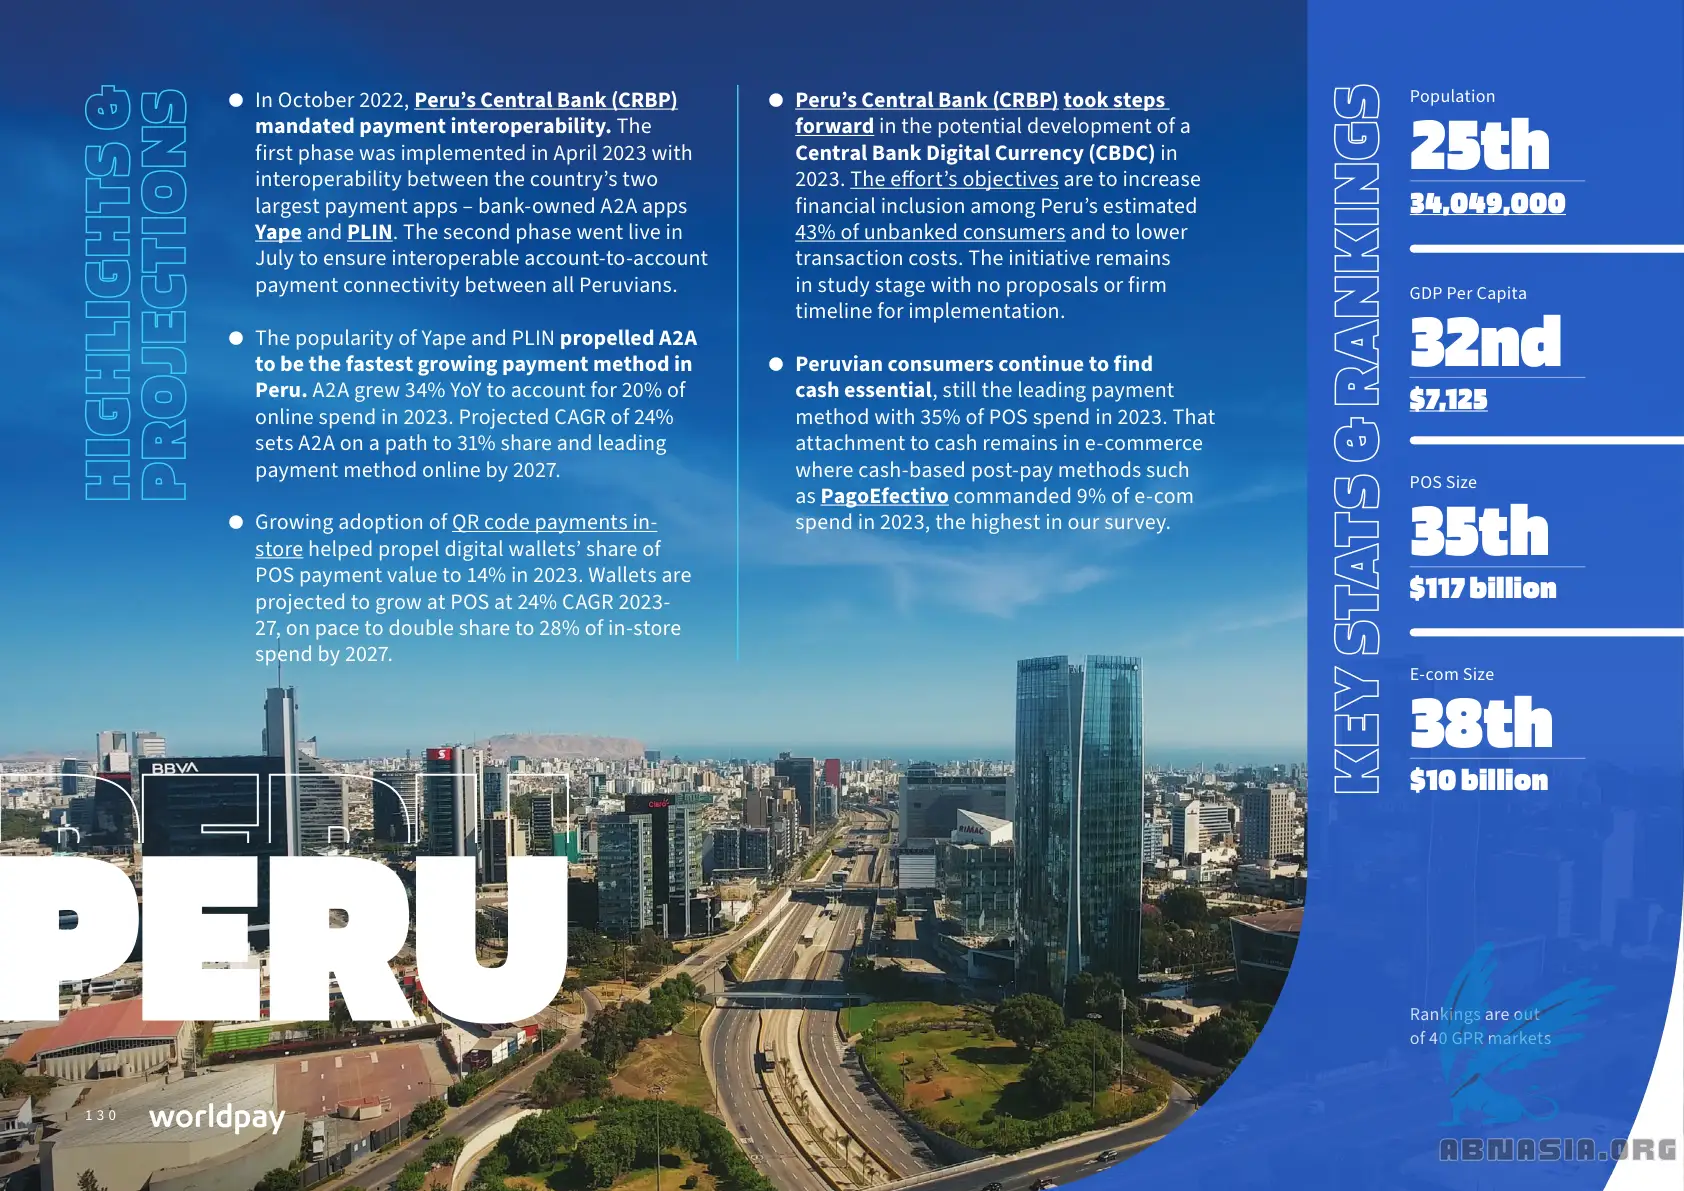 HIGHLIGHTS &
PROJECTIONS
● In October 2022, Peru’s Central Bank (CRBP)
mandated payment interoperability. The
first phase was implemented in April 2023 with
interoperability between the country’s two
largest payment apps – bank-owned A2A apps
Yape and PLIN. The second phase went live in
July to ensure interoperable account-to-account
payment connectivity between all Peruvians.
● The popularity of Yape and PLIN propelled A2A
to be the fastest growing payment method in
Peru. A2A grew 34% YoY to account for 20% of
online spend in 2023. Projected CAGR of 24%
sets A2A on a path to 31% share and leading
payment method online by 2027.
● Growing adoption of QR code payments in-
store helped propel digital wallets’ share of
POS payment value to 14% in 2023. Wallets are
projected to grow at POS at 24% CAGR 2023-
27, on pace to double share to 28% of in-store
spend by 2027.
● Peru’s Central Bank (CRBP) took steps
forward in the potential development of a
Central Bank Digital Currency (CBDC) in
2023. The effort’s objectives are to increase
financial inclusion among Peru’s estimated
43% of unbanked consumers and to lower
transaction costs. The initiative remains
in study stage with no proposals or firm
timeline for implementation.
● Peruvian consumers continue to find
cash essential, still the leading payment
method with 35% of POS spend in 2023. That
attachment to cash remains in e-commerce
where cash-based post-pay methods such
as PagoEfectivo commanded 9% of e-com
spend in 2023, the highest in our survey.
KEY STATS & RANKINGS
Population
25th
34,049,000
GDP Per Capita
32nd
$7,125
POS Size
35th
$117 billion
E-com Size
38th
$10 billion
Rankings are out
of 40 GPR markets
BBVA
Claro
RIMAC
PERU
PERU
130
worldpay
ABNASIA.ORG